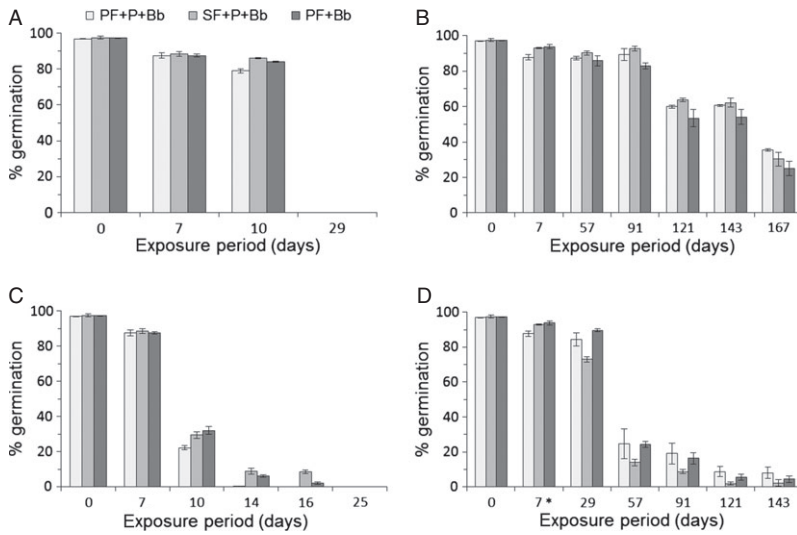 A
PF+P+Bb SF+P+Bb PF+Bb
100
80
60
40
20
0
% germination
0 7 10 29
Exposure period (days)
B
100
80
60
40
20
0
% germination
0 7 57 91 121 143 167
Exposure period (days)
C
100
80
60
40
20
0
% germination
0 7 10 14 16 25
Exposure period (days)
D
100
80
60
40
20
0
% germination
0 7* 29 57 91 121 143
Exposure period (days)